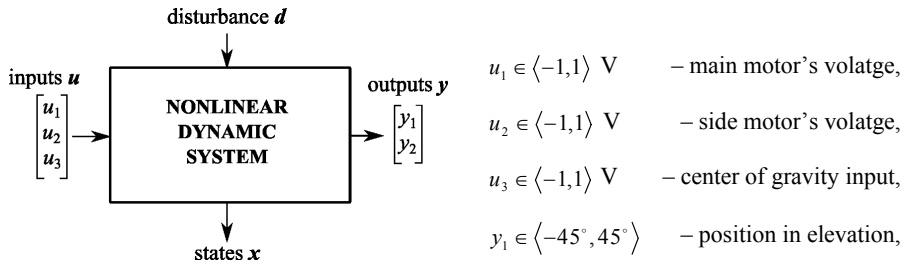 disturbance d
inputs u
u1
u2
u3
NONLINEAR
DYNAMIC
SYSTEM
outputs y
y1
y2
states x
u1 ∈ ⟨−1,1⟩ V – main motor's volatge,
u2 ∈ ⟨−1,1⟩ V – side motor's volatge,
u3 ∈ ⟨−1,1⟩ V – center of gravity input,
y1 ∈ ⟨−45°,45°⟩ – position in elevation,